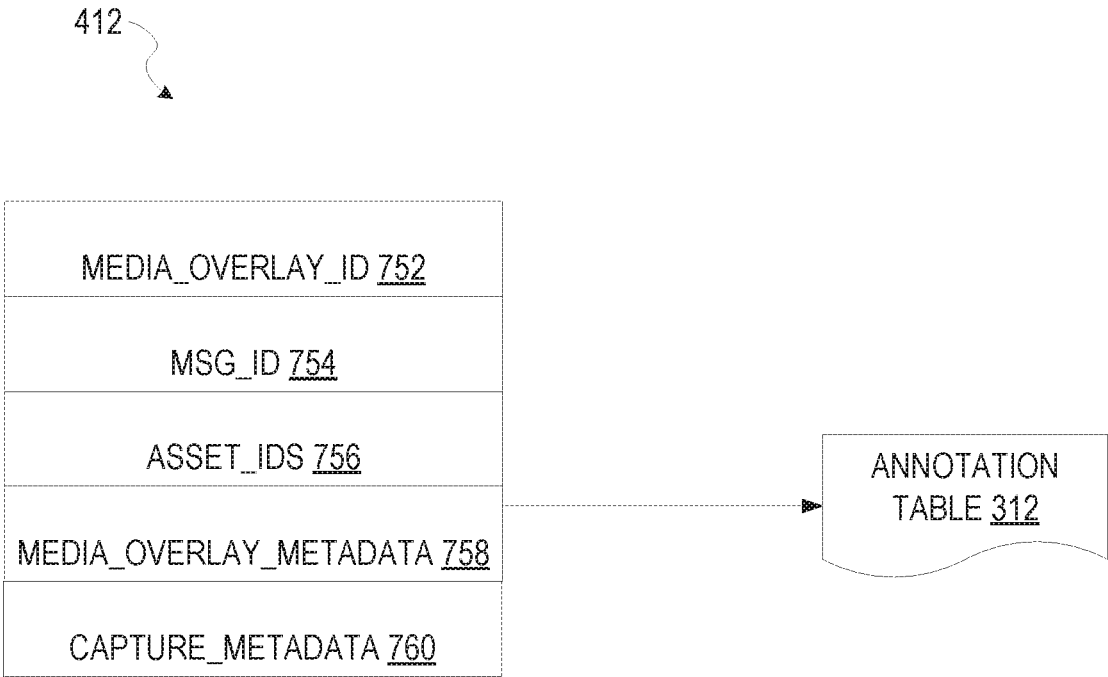 412
MEDIA_OVERLAY_ID 752
MSG_ID 754
ASSET_IDS 756
MEDIA_OVERLAY_METADATA 758
CAPTURE_METADATA 760
ANNOTATION
TABLE 312